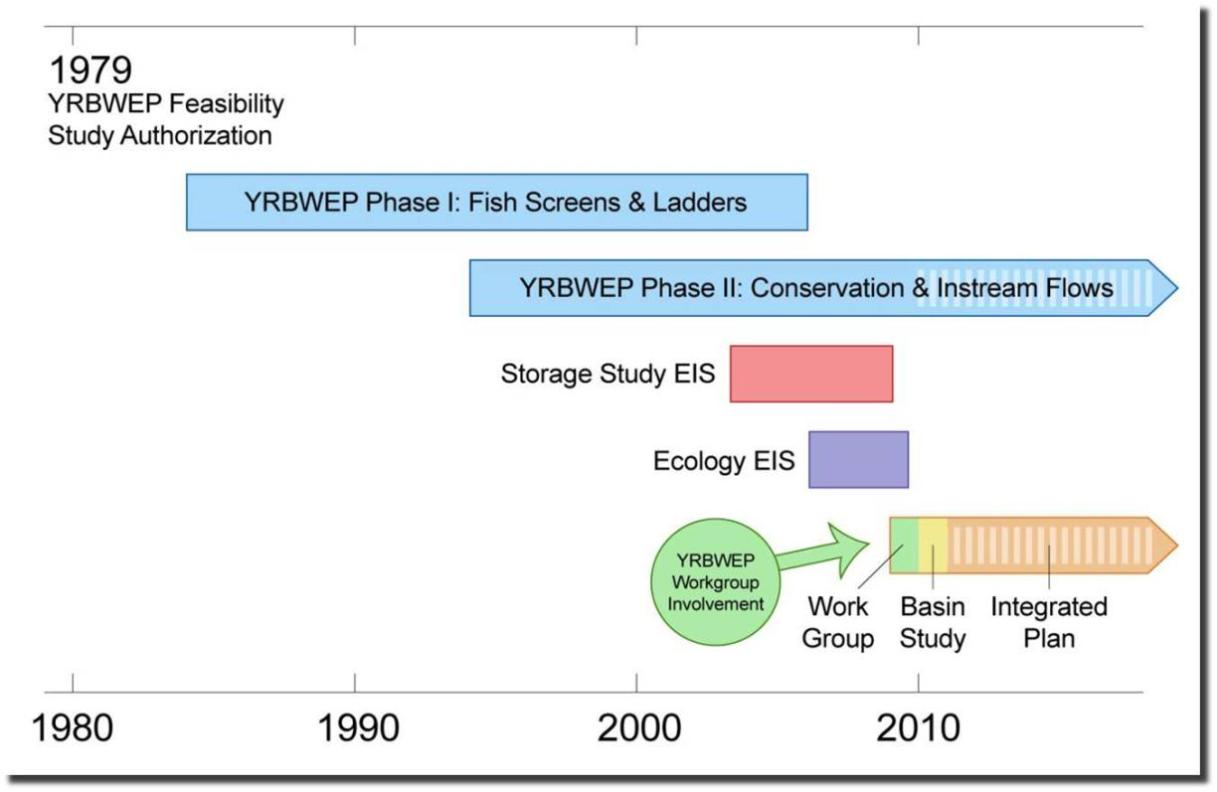 1979
YRBWEP Feasibility
Study Authorization
YRBWEP Phase I: Fish Screens & Ladders
YRBWEP Phase II: Conservation & Instream Flows
Storage Study EIS
Ecology EIS
YRBWEP
Workgroup
Involvement
Work
Group
Basin
Study
Integrated
Plan
1980 1990 2000 2010